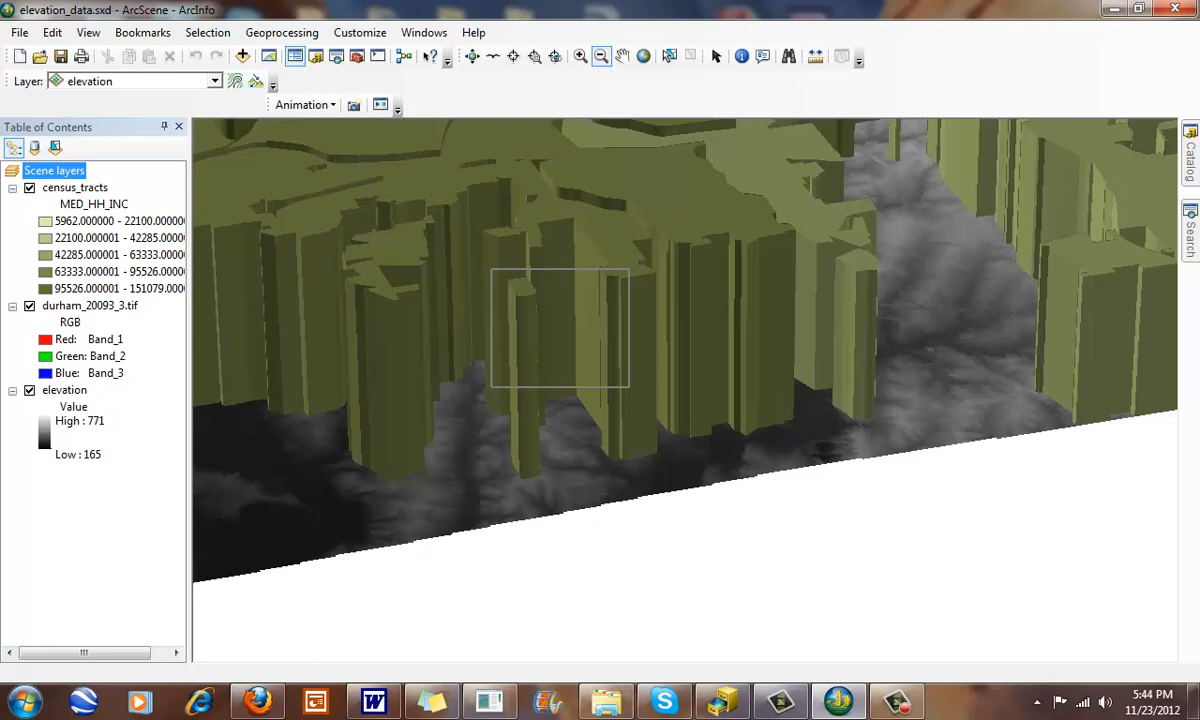 elevation_data.sxd - ArcScene - ArcInfo
File Edit View Bookmarks Selection Geoprocessing Customize Windows Help
Layer: elevation
Animation
Table of Contents
Scene layers
census_tracts
MED_HH_INC
5962.000000 - 22100.00000
22100.000001 - 42285.00000
42285.000001 - 63333.00000
63333.000001 - 95526.00000
95526.000001 - 151079.0000
durham_20093_3.tif
RGB
Red: Band_1
Green: Band_2
Blue: Band_3
elevation
Value
High : 771
Low : 165
Catalog
Search
5:44 PM
11/23/2012